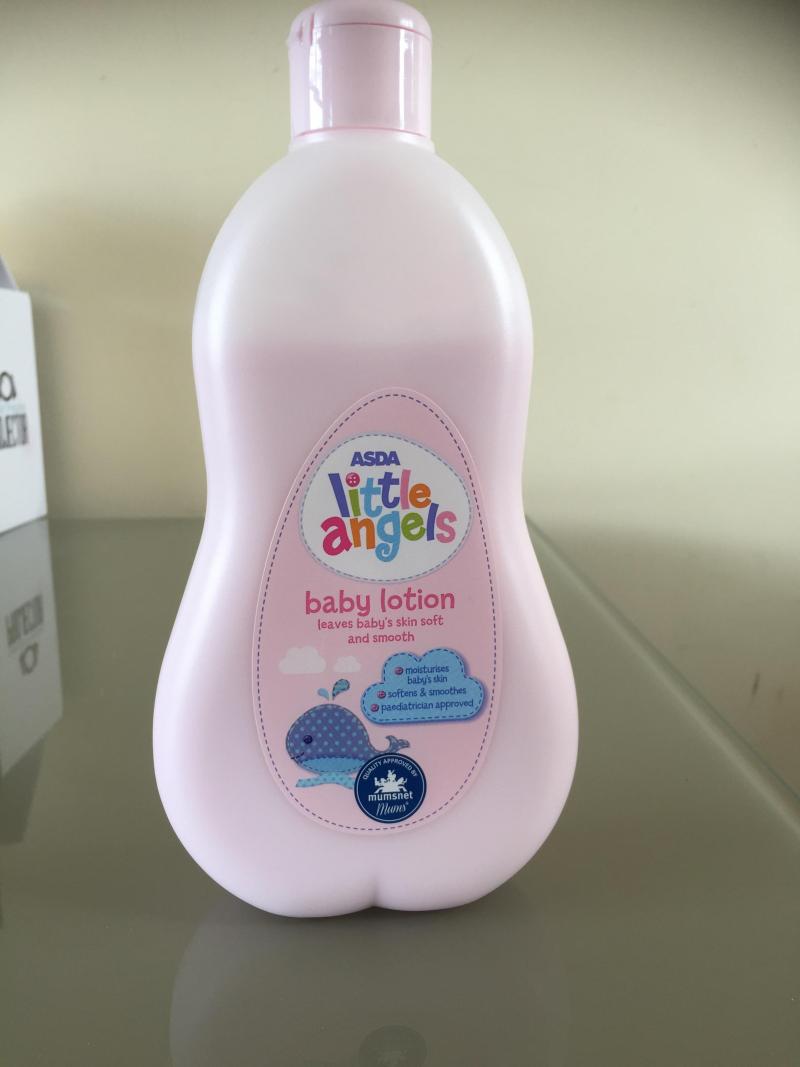 ASDA
little
angels
baby lotion
leaves baby's skin soft
and smooth
moisturises
baby's skin
softens & smoothes
paediatrician approved
QUALITY APPROVED BY
mumsnet
Mums